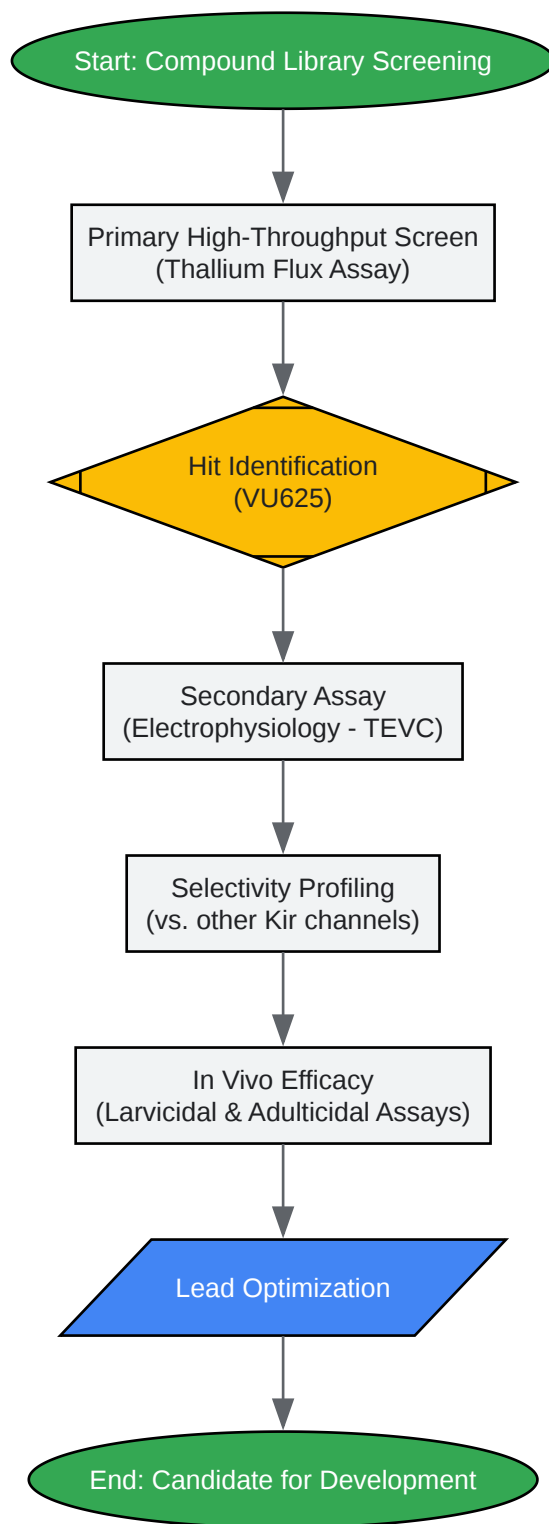 Start: Compound Library Screening
Primary High-Throughput Screen
(Thallium Flux Assay)
Hit Identification
(VU625)
Secondary Assay
(Electrophysiology - TEVC)
Selectivity Profiling
(vs. other Kir channels)
In Vivo Efficacy
(Larvicidal & Adulticidal Assays)
Lead Optimization
End: Candidate for Development